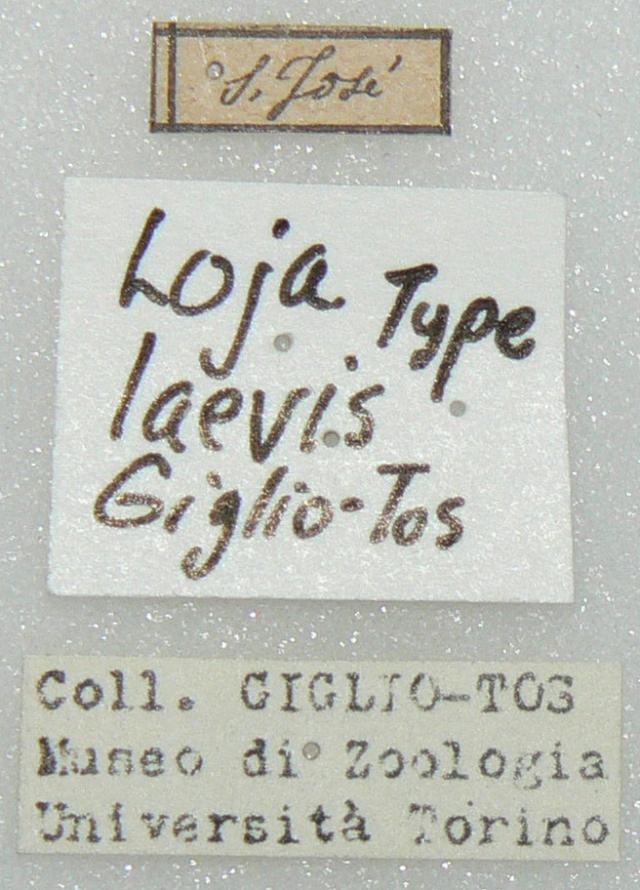 S. José
Loja Type
laevis
Giglio-Tos
Coll. GIGLIO-TOS
Museo di Zoologia
Università Torino